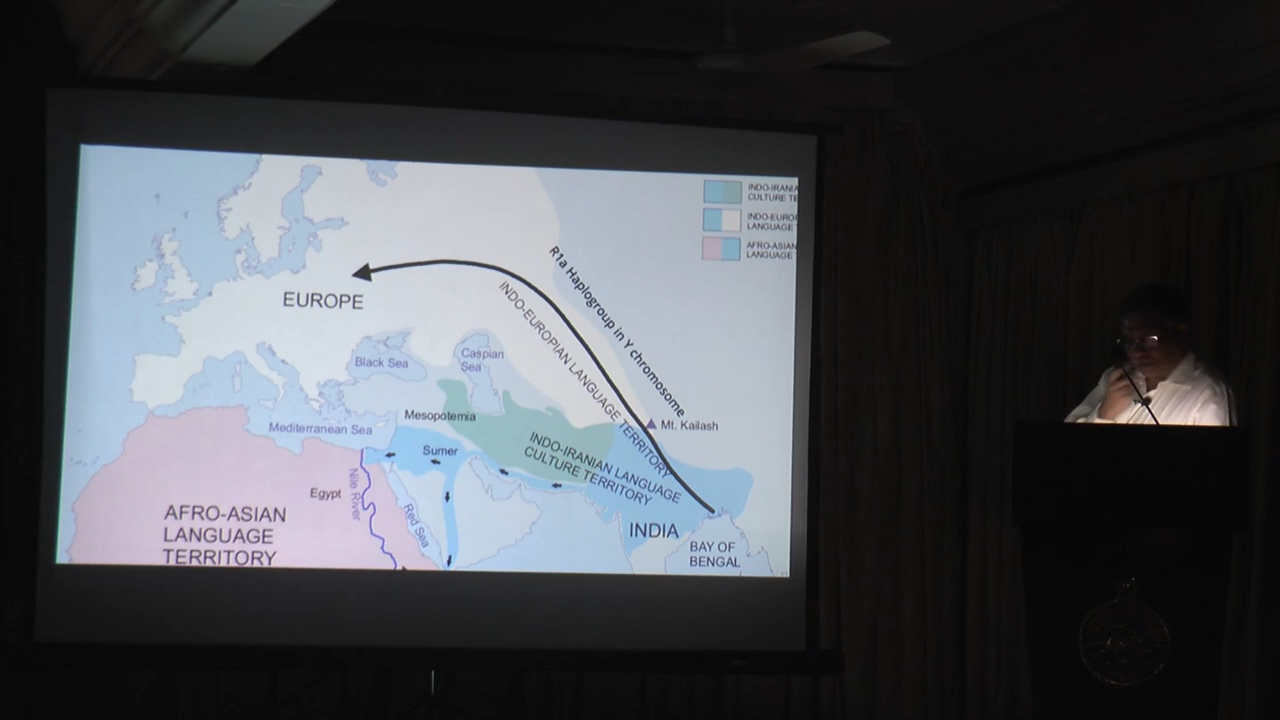 INDO-IRANIA
CULTURE TE
INDO-EUROP
LANGUAGE
AFRO-ASIAN
LANGUAGE
R1a Haplogroup in Y chromosome
EUROPE
INDO-EUROPIAN LANGUAGE TERRITORY
Black Sea
Caspian
Sea
Mesopotemia
Mt. Kailash
Mediterranean Sea
Sumer
INDO-IRANIAN LANGUAGE
CULTURE TERRITORY
Egypt
Nile River
Red Sea
AFRO-ASIAN
LANGUAGE
TERRITORY
INDIA
BAY OF
BENGAL